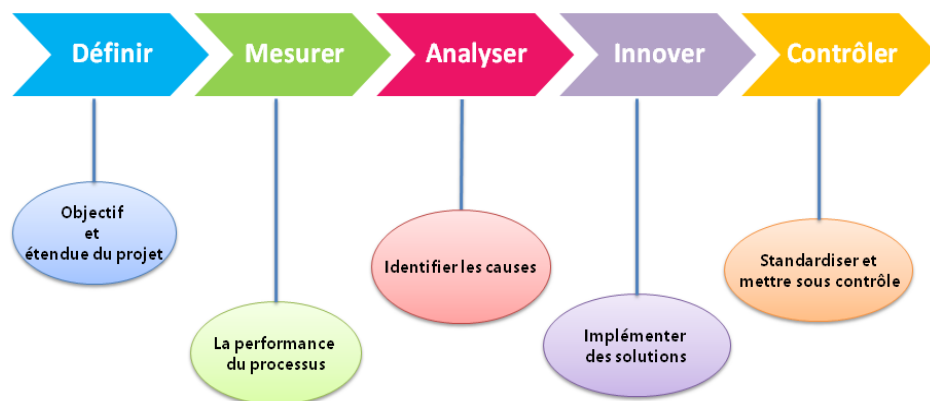 Définir
Mesurer
Analyser
Innover
Contrôler
Objectif
et
étendue du projet
La performance
du processus
Identifier les causes
Implémenter
des solutions
Standardiser et
mettre sous contrôle